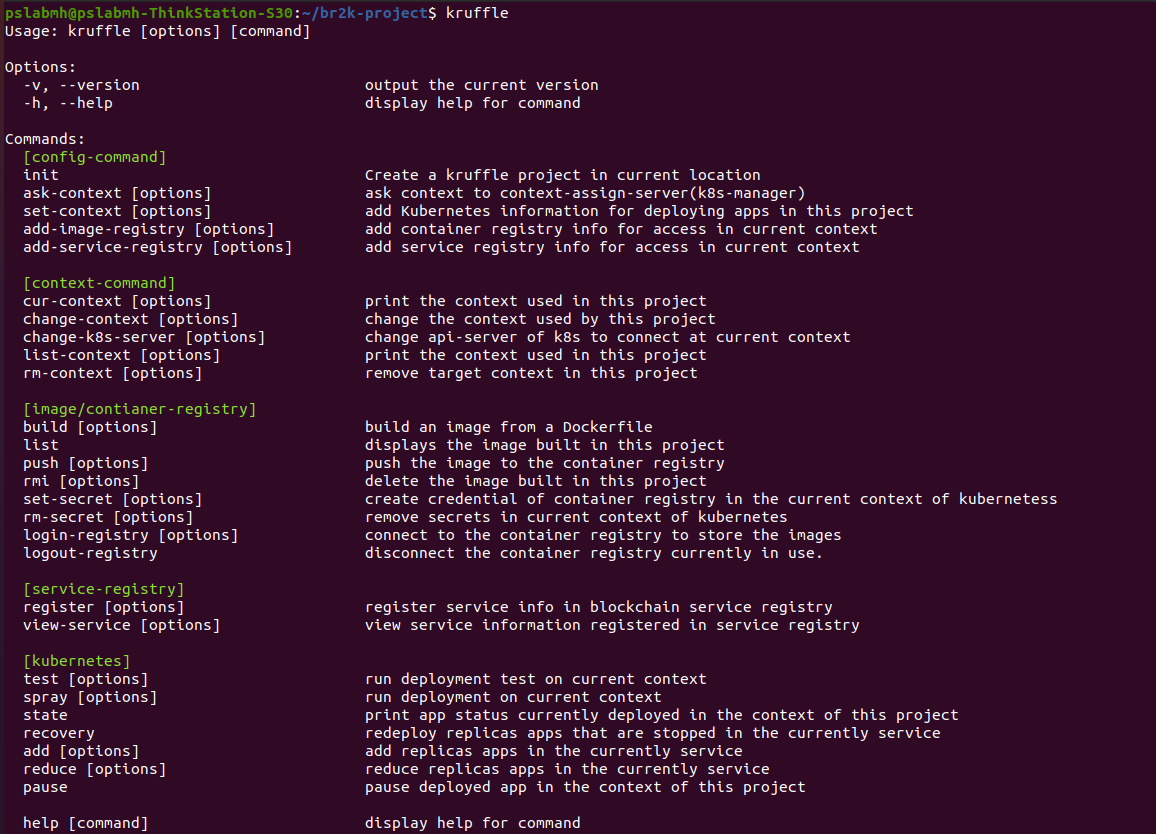 pslabmh@pslabmh-ThinkStation-S30:~/br2k-project$ kruffle
Usage: kruffle [options] [command]
Options:
-v, --version output the current version
-h, --help display help for command
Commands:
[config-command]
init Create a kruffle project in current location
ask-context [options] ask context to context-assign-server(k8s-manager)
set-context [options] add Kubernetes information for deploying apps in this project
add-image-registry [options] add container registry info for access in current context
add-service-registry [options] add service registry info for access in current context
[context-command]
cur-context [options] print the context used in this project
change-context [options] change the context used by this project
change-k8s-server [options] change api-server of k8s to connect at current context
list-context [options] print the context used in this project
rm-context [options] remove target context in this project
[image/contianer-registry]
build [options] build an image from a Dockerfile
list displays the image built in this project
push [options] push the image to the container registry
rmi [options] delete the image built in this project
set-secret [options] create credential of container registry in the current context of kubernetess
rm-secret [options] remove secrets in current context of kubernetes
login-registry [options] connect to the container registry to store the images
logout-registry disconnect the container registry currently in use.
[service-registry]
register [options] register service info in blockchain service registry
view-service [options] view service information registered in service registry
[kubernetes]
test [options] run deployment test on current context
spray [options] run deployment on current context
state print app status currently deployed in the context of this project
recovery redeploy replicas apps that are stopped in the currently service
add [options] add replicas apps in the currently service
reduce [options] reduce replicas apps in the currently service
pause pause deployed app in the context of this project
help [command] display help for command